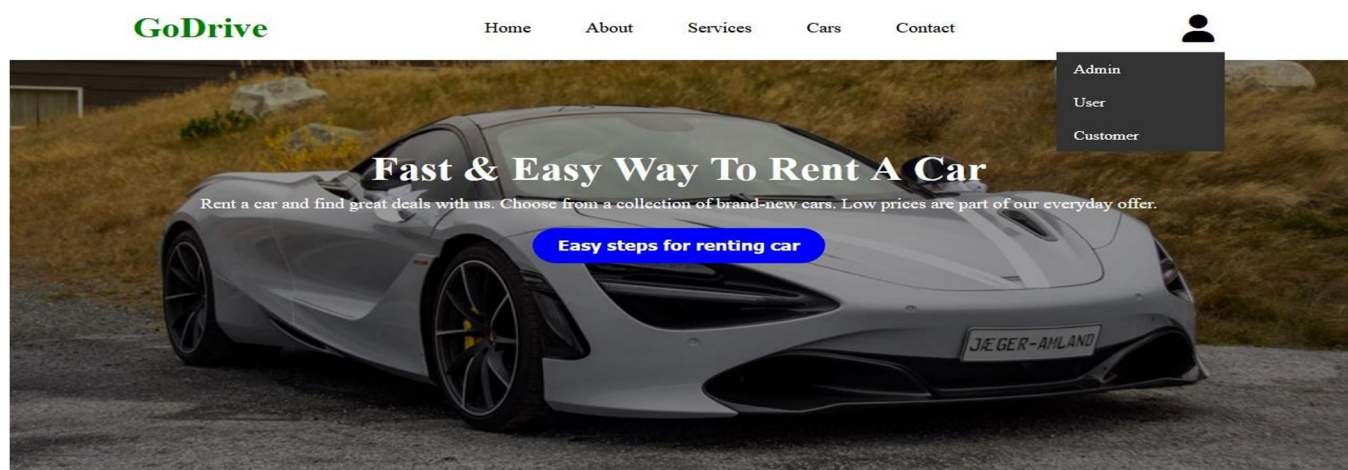 GoDrive
Home About Services Cars Contact
Admin
User
Customer
Fast & Easy Way To Rent A Car
Rent a car and find great deals with us. Choose from a collection of brand-new cars. Low prices are part of our everyday offer.
Easy steps for renting car
JÆGER-AMLAND